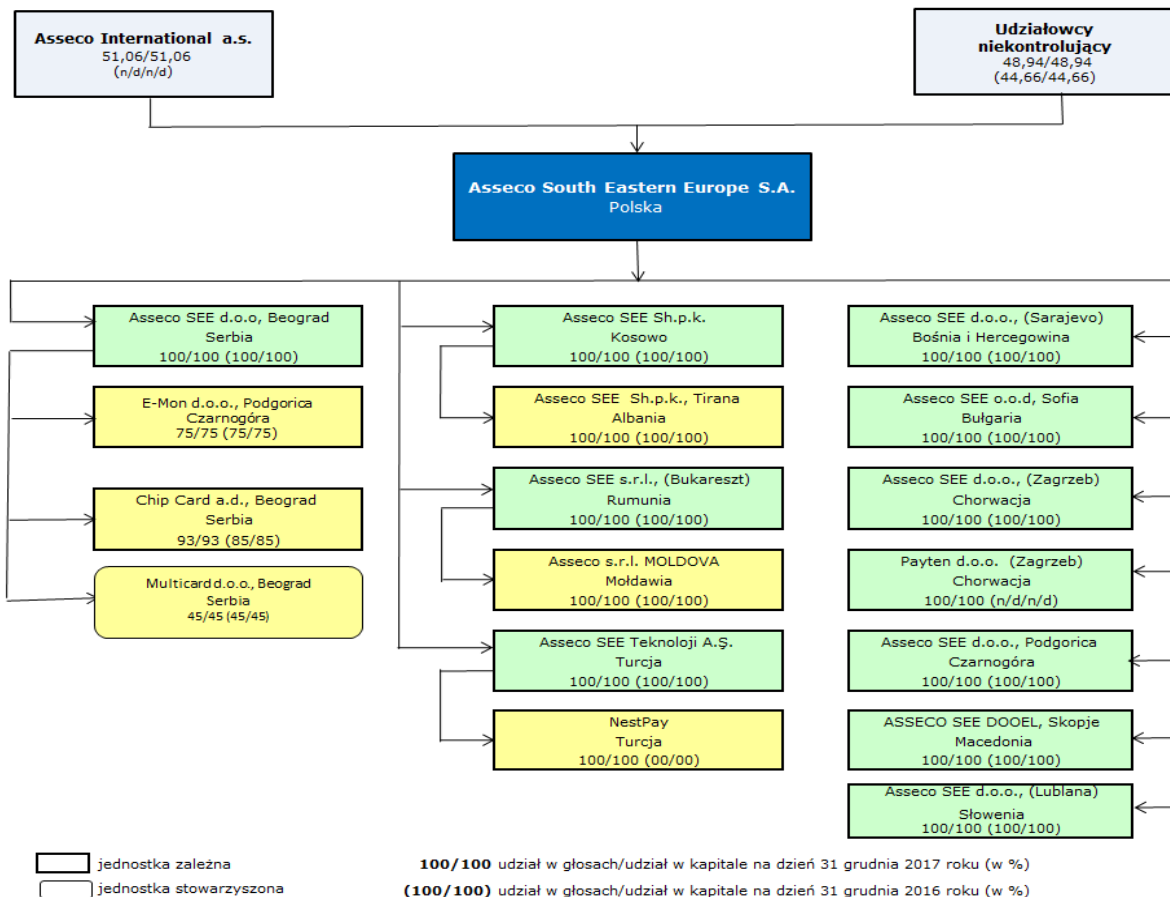 Asseco International a.s.
51,06/51,06
(n/d/n/d)
Udziałowcy
niekontrolujący
48,94/48,94
(44,66/44,66)
Asseco South Eastern Europe S.A.
Polska
Asseco SEE d.o.o, Beograd
Serbia
100/100 (100/100)
E-Mon d.o.o., Podgorica
Czarnogóra
75/75 (75/75)
Chip Card a.d., Beograd
Serbia
93/93 (85/85)
Multicard d.o.o., Beograd
Serbia
45/45 (45/45)
Asseco SEE Sh.p.k.
Kosowo
100/100 (100/100)
Asseco SEE Sh.p.k., Tirana
Albania
100/100 (100/100)
Asseco SEE s.r.l., (Bukareszt)
Rumunia
100/100 (100/100)
Asseco s.r.l. MOLDOVA
Mołdawia
100/100 (100/100)
Asseco SEE Teknoloji A.Ş.
Turcja
100/100 (100/100)
NestPay
Turcja
100/100 (00/00)
Asseco SEE d.o.o., (Sarajevo)
Bośnia i Hercegowina
100/100 (100/100)
Asseco SEE o.o.d, Sofia
Bułgaria
100/100 (100/100)
Asseco SEE d.o.o., (Zagrzeb)
Chorwacja
100/100 (100/100)
Payten d.o.o. (Zagrzeb)
Chorwacja
100/100 (n/d/n/d)
Asseco SEE d.o.o., Podgorica
Czarnogóra
100/100 (100/100)
ASSECO SEE DOOEL, Skopje
Macedonia
100/100 (100/100)
Asseco SEE d.o.o., (Lublana)
Słowenia
100/100 (100/100)
jednostka zależna
100/100 udział w głosach/udział w kapitale na dzień 31 grudnia 2017 roku (w %)
jednostka stowarzyszona
(100/100) udział w głosach/udział w kapitale na dzień 31 grudnia 2016 roku (w %)